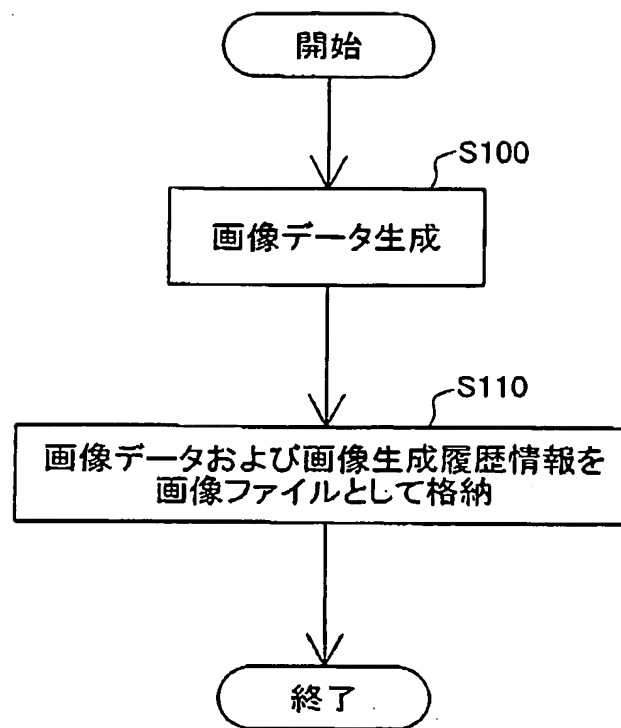 開始
S100
画像データ生成
S110
画像データおよび画像生成履歴情報を
画像ファイルとして格納
終了